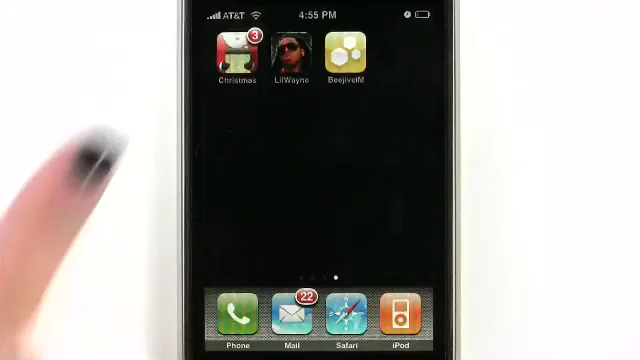 AT&T 4:55 PM
3
Christmas LilWayne BeejiveIM
22
Phone Mail Safari iPod